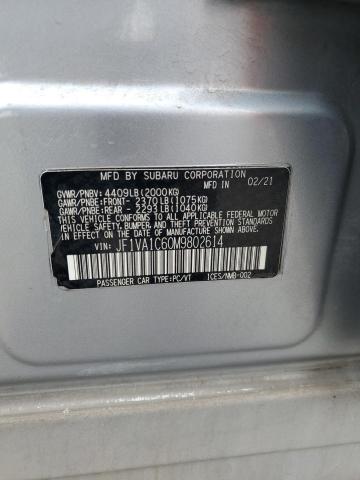 MFD BY SUBARU CORPORATION
MFD IN 02/21
GVWR/PNBV: 4409LB(2000KG)
GAWR/PNBE:FRONT- 2370LB(1075KG)
GAWR/PNBE:REAR - 2293LB(1040KG)
THIS VEHICLE CONFORMS TO ALL APPLICABLE FEDERAL MOTOR
VEHICLE SAFETY, BUMPER, AND THEFT PREVENTION STANDARDS
IN EFFECT ON THE DATE OF MANUFACTURE SHOWN ABOVE.
VIN: JF1VA1C60M9802614
PASSENGER CAR TYPE:PC/VT ICES/NMB-002